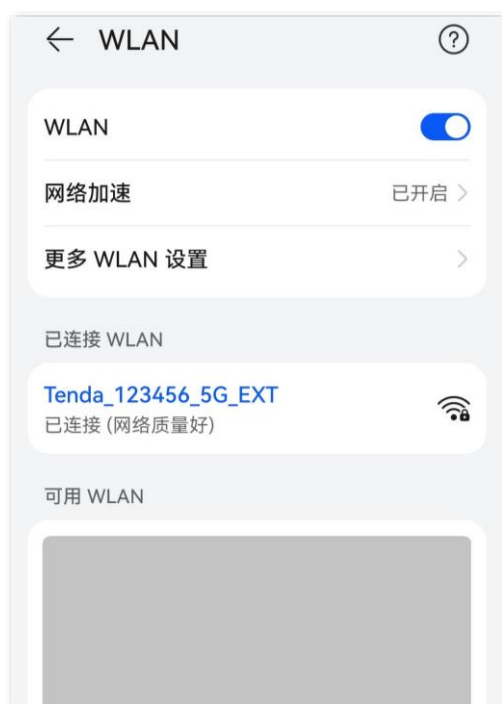 WLAN
WLAN
网络加速 已开启
更多 WLAN 设置
已连接 WLAN
Tenda_123456_5G_EXT
已连接 (网络质量好)
可用 WLAN